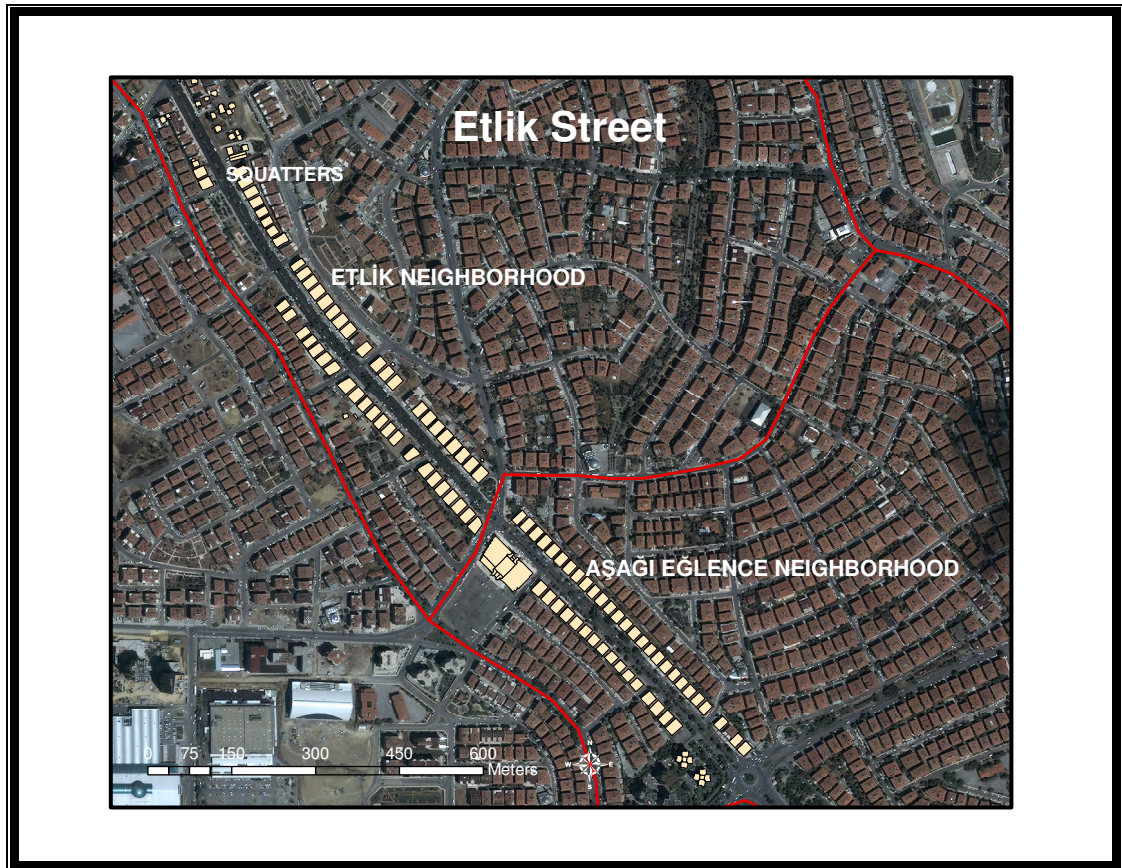 Etlik Street
SQUATTERS
ETLİK NEIGHBORHOOD
AŞAĞI EĞLENCE NEIGHBORHOOD
0 75 150 300 450 600
Meters
N
W E
S